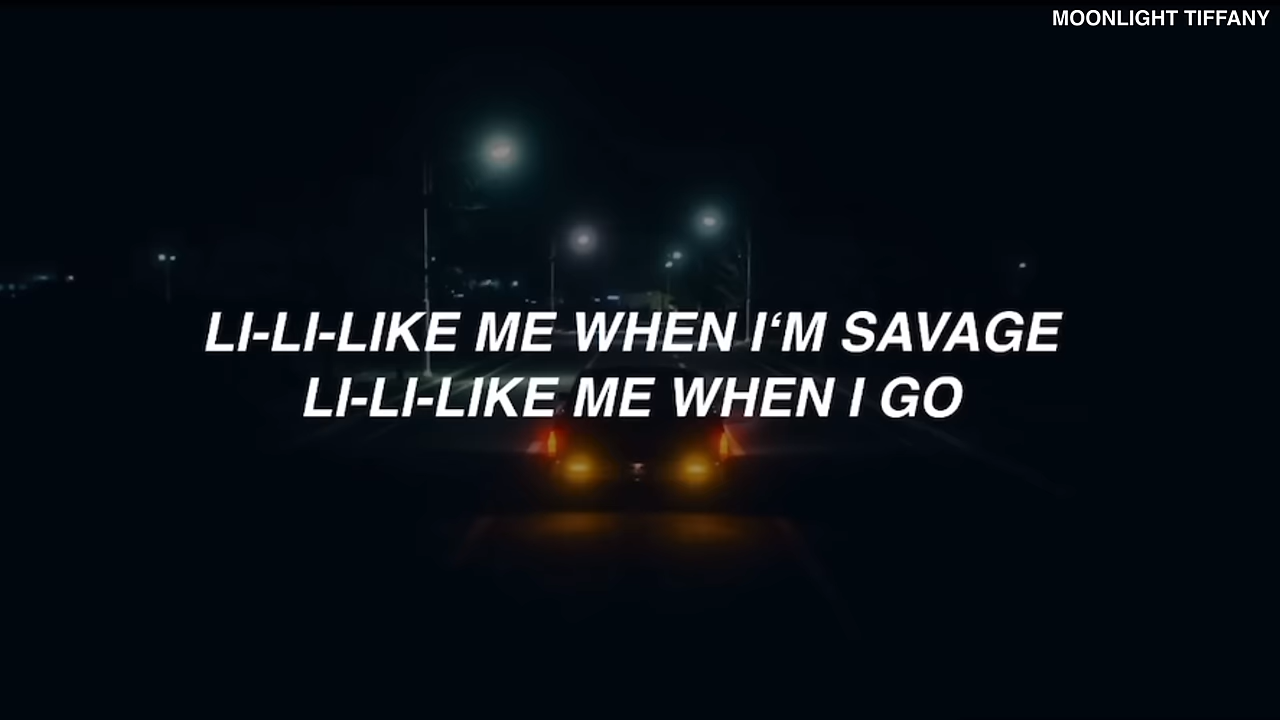 MOONLIGHT TIFFANY
LI-LI-LIKE ME WHEN I‘M SAVAGE
LI-LI-LIKE ME WHEN I GO